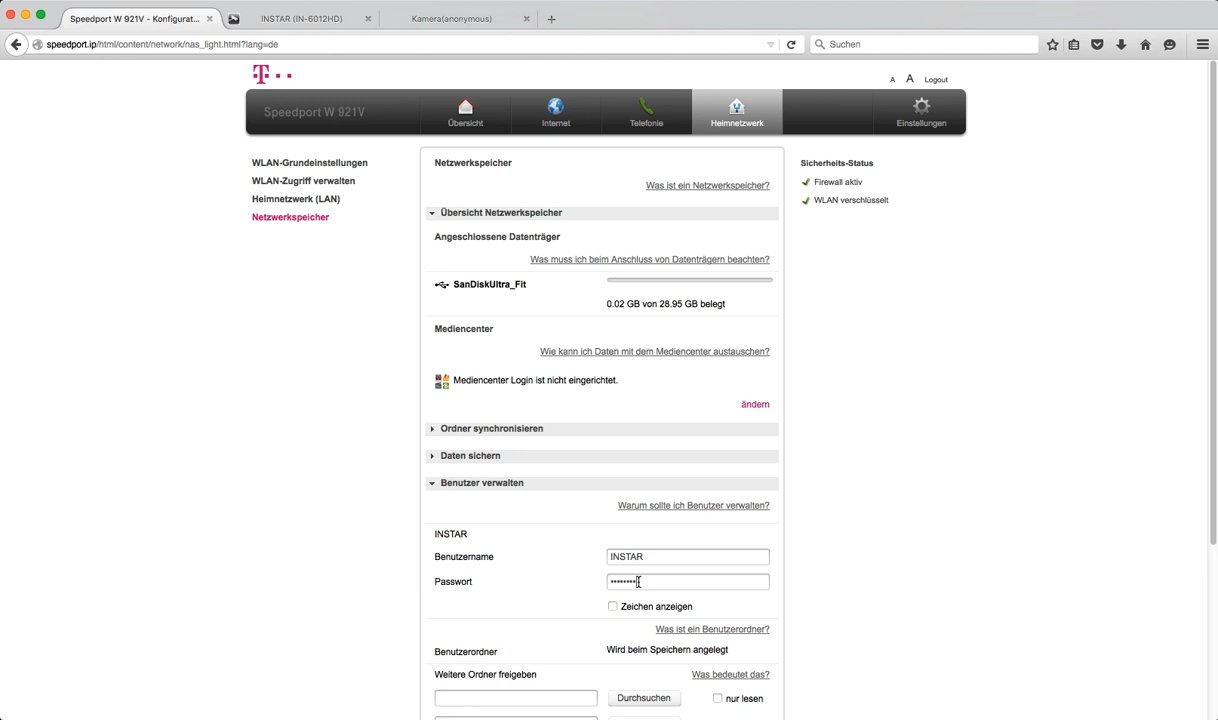 Speedport W 921V - Konfigurat...
INSTAR (IN-6012HD)
Kamera(anonymous)
speedport.ip/html/content/network/nas_light.html?lang=de
Suchen
T
A A Logout
Speedport W 921V
Übersicht
Internet
Telefonie
Heimnetzwerk
Einstellungen
WLAN-Grundeinstellungen
WLAN-Zugriff verwalten
Heimnetzwerk (LAN)
Netzwerkspeicher
Netzwerkspeicher
Was ist ein Netzwerkspeicher?
Übersicht Netzwerkspeicher
Angeschlossene Datenträger
Was muss ich beim Anschluss von Datenträgern beachten?
SanDiskUltra_Fit
0.02 GB von 28.95 GB belegt
Mediencenter
Wie kann ich Daten mit dem Mediencenter austauschen?
Mediencenter Login ist nicht eingerichtet.
ändern
Ordner synchronisieren
Daten sichern
Benutzer verwalten
Warum sollte ich Benutzer verwalten?
INSTAR
Benutzername INSTAR
Passwort ••••••••
Zeichen anzeigen
Was ist ein Benutzerordner?
Benutzerordner Wird beim Speichern angelegt
Weitere Ordner freigeben Was bedeutet das?
Durchsuchen nur lesen
Sicherheits-Status
Firewall aktiv
WLAN verschlüsselt